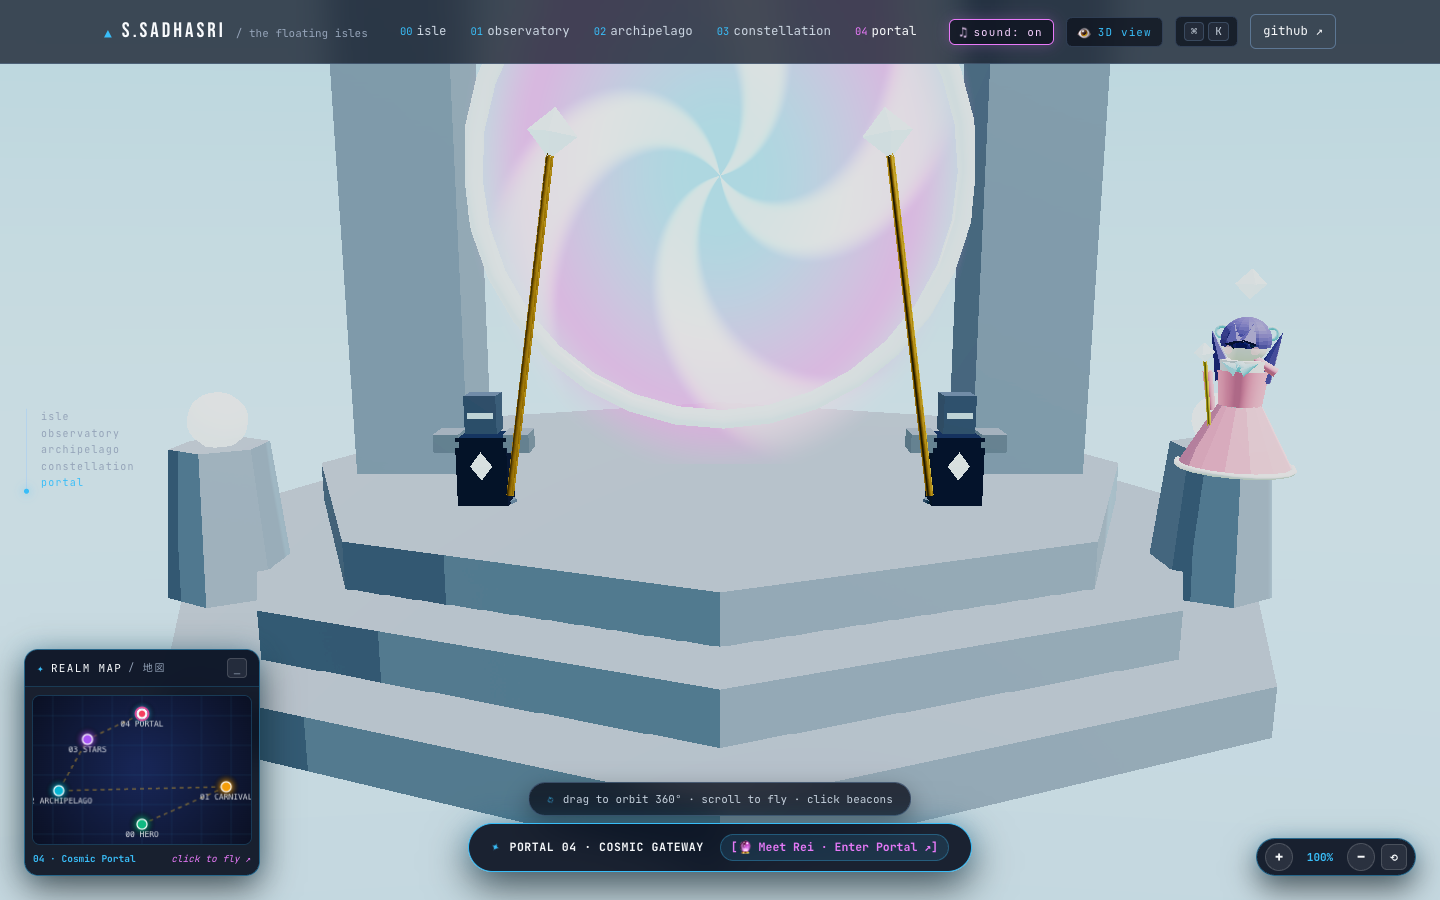 ▲ S.SADHASRI / the floating isles 00 isle 01 observatory 02 archipelago 03 constellation 04 portal ♫ sound: on 👁 3D view ⌘ K github ↗
isle
observatory
archipelago
constellation
portal
✦ REALM MAP / 地図 _
04 PORTAL
03 STARS
ARCHIPELAGO
01 CARNIVAL
00 HERO
04 · Cosmic Portal click to fly ↗
drag to orbit 360° · scroll to fly · click beacons
✦ PORTAL 04 · COSMIC GATEWAY [🔮 Meet Rei · Enter Portal ↗]
+ 100% − ⟲